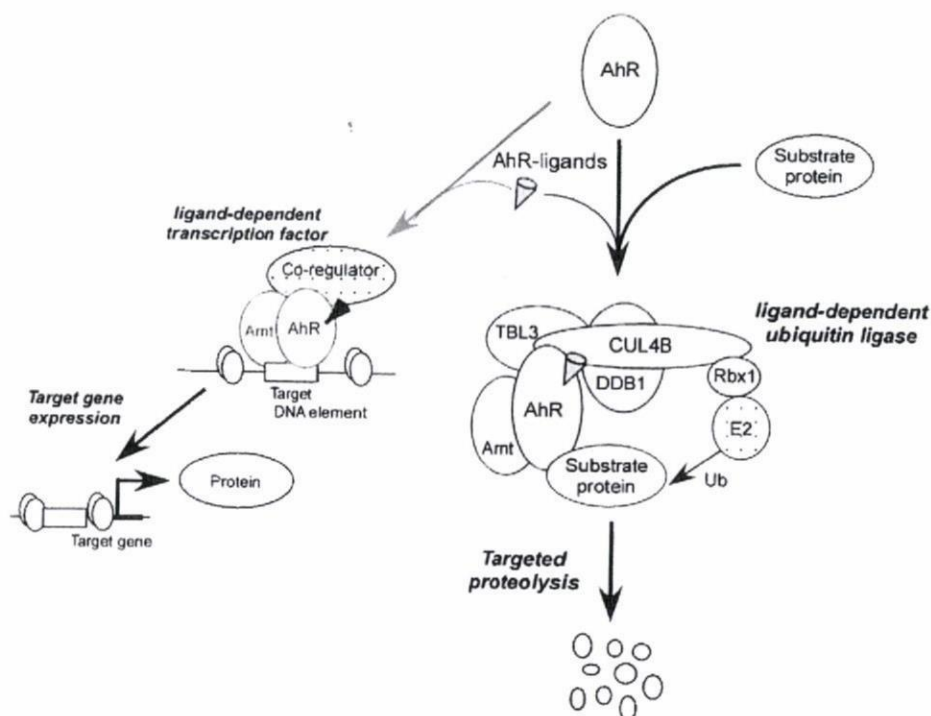 AhR
AhR-ligands
Substrate
protein
ligand-dependent
transcription factor
Co-regulator
Arnt
AhR
Target
DNA element
Target gene
expression
Protein
Target gene
ligand-dependent
ubiquitin ligase
TBL3
CUL4B
DDB1
Rbx1
AhR
E2
Arnt
Substrate
protein
Ub
Targeted
proteolysis